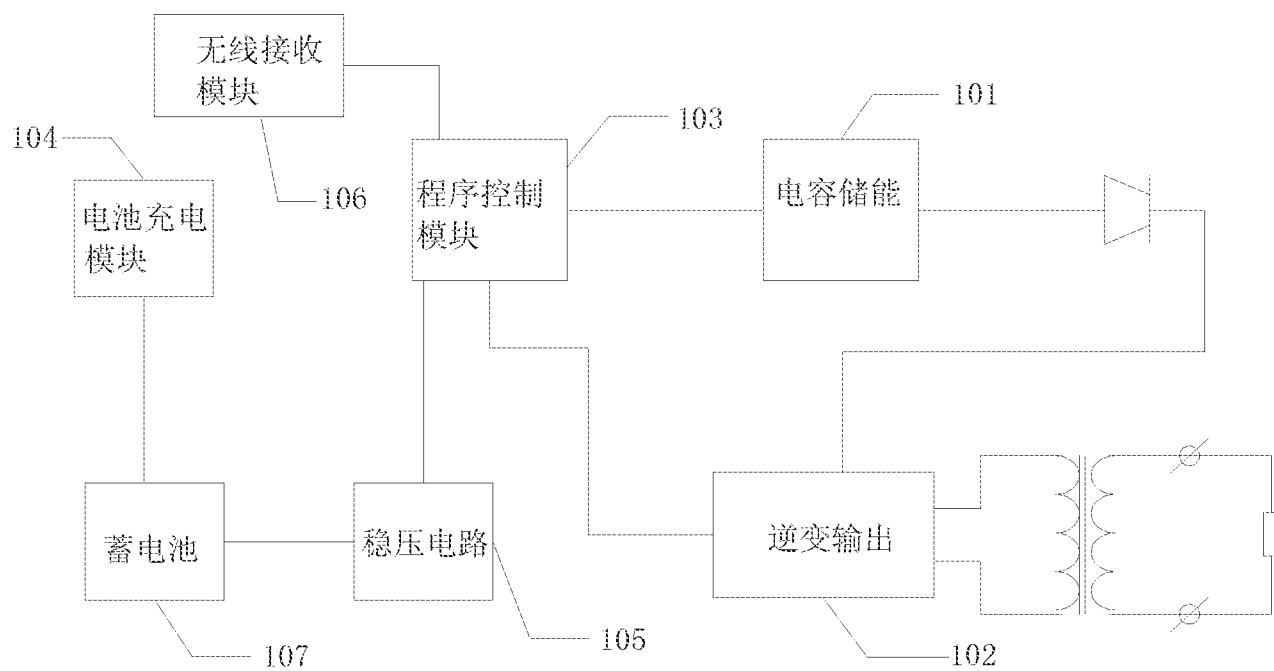 无线接收
模块
101
103
104
106
程序控制
模块
电容储能
电池充电
模块
蓄电池
稳压电路
逆变输出
105
107
102